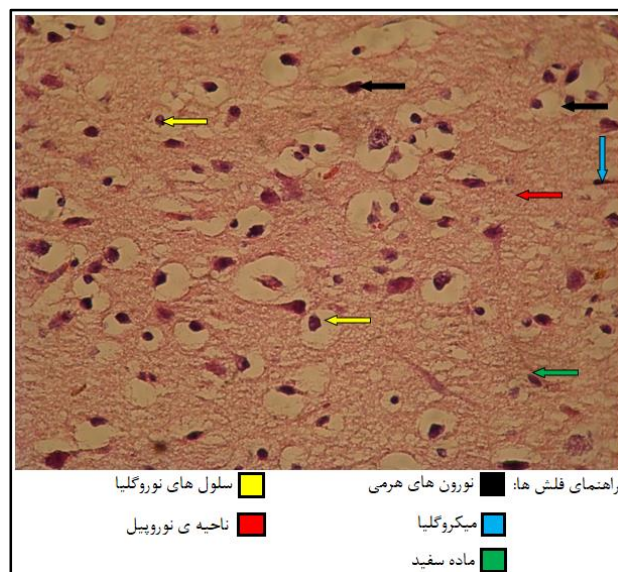 راهنمای فلش ها: نورون های هرمی سلول های نوروگلیا
میکروگلیا ناحیه ی نوروپیل
ماده سفید